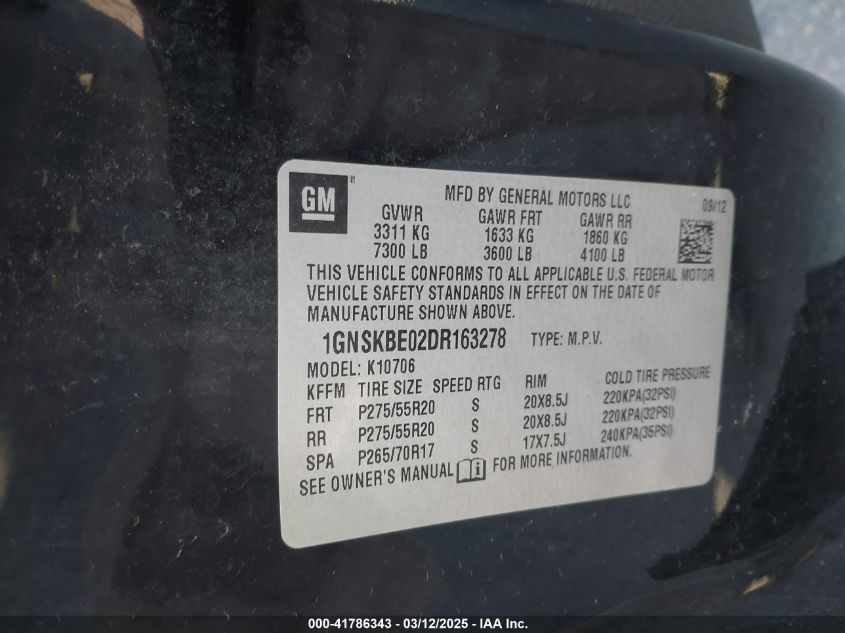 GM ®
MFD BY GENERAL MOTORS LLC 09/12
GVWR GAWR FRT GAWR RR
3311 KG 1633 KG 1860 KG
7300 LB 3600 LB 4100 LB
THIS VEHICLE CONFORMS TO ALL APPLICABLE U.S. FEDERAL MOTOR
VEHICLE SAFETY STANDARDS IN EFFECT ON THE DATE OF
MANUFACTURE SHOWN ABOVE.
1GNSKBE02DR163278 TYPE: M.P.V.
MODEL: K10706
KFFM TIRE SIZE SPEED RTG RIM COLD TIRE PRESSURE
FRT P275/55R20 S 20X8.5J 220KPA(32PSI)
RR P275/55R20 S 20X8.5J 220KPA(32PSI)
SPA P265/70R17 S 17X7.5J 240KPA(35PSI)
SEE OWNER'S MANUAL FOR MORE INFORMATION.
000-41786343 - 03/12/2025 - IAA Inc.